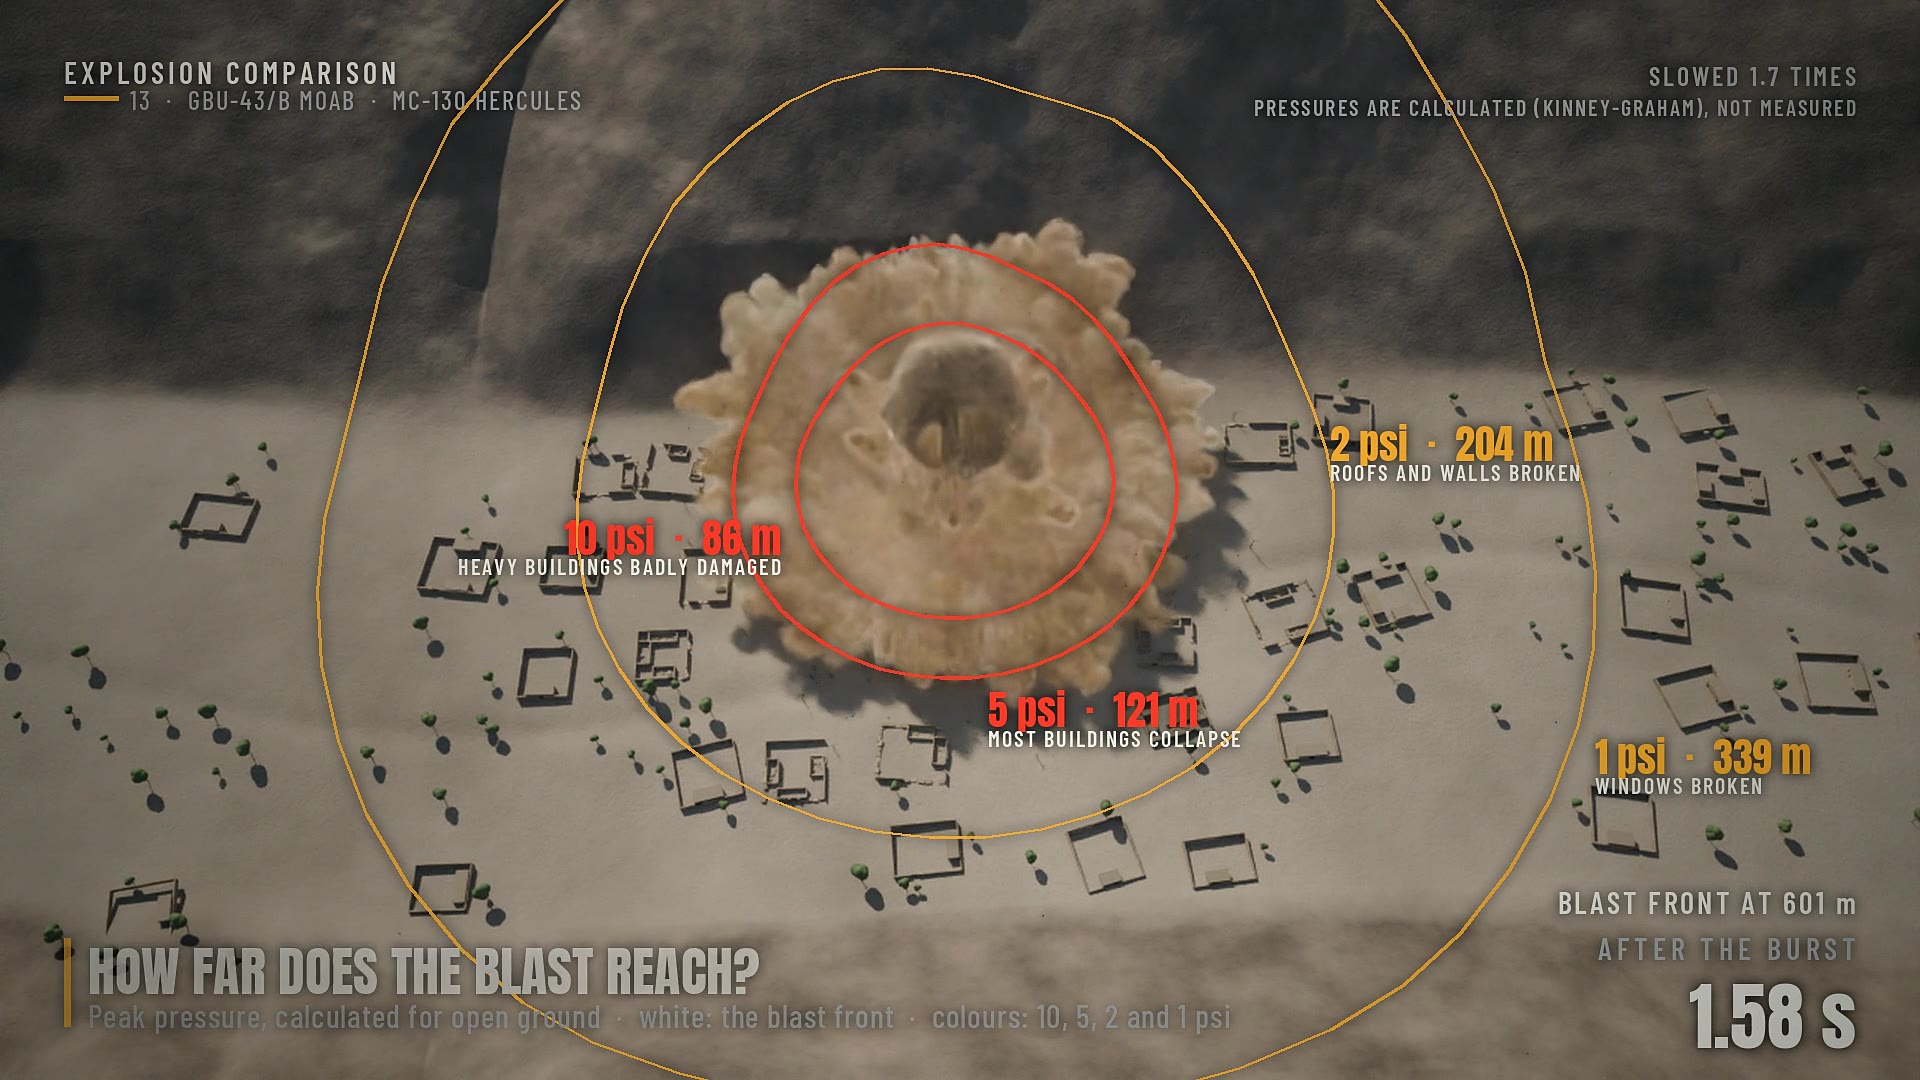 EXPLOSION COMPARISON
13 · GBU-43/B MOAB · MC-130 HERCULES
SLOWED 1.7 TIMES
PRESSURES ARE CALCULATED (KINNEY-GRAHAM), NOT MEASURED
2 psi · 204 m
ROOFS AND WALLS BROKEN
10 psi · 86 m
HEAVY BUILDINGS BADLY DAMAGED
5 psi · 121 m
MOST BUILDINGS COLLAPSE
1 psi · 339 m
WINDOWS BROKEN
BLAST FRONT AT 601 m
AFTER THE BURST
1.58 s
HOW FAR DOES THE BLAST REACH?
Peak pressure, calculated for open ground · white: the blast front · colours: 10, 5, 2 and 1 psi